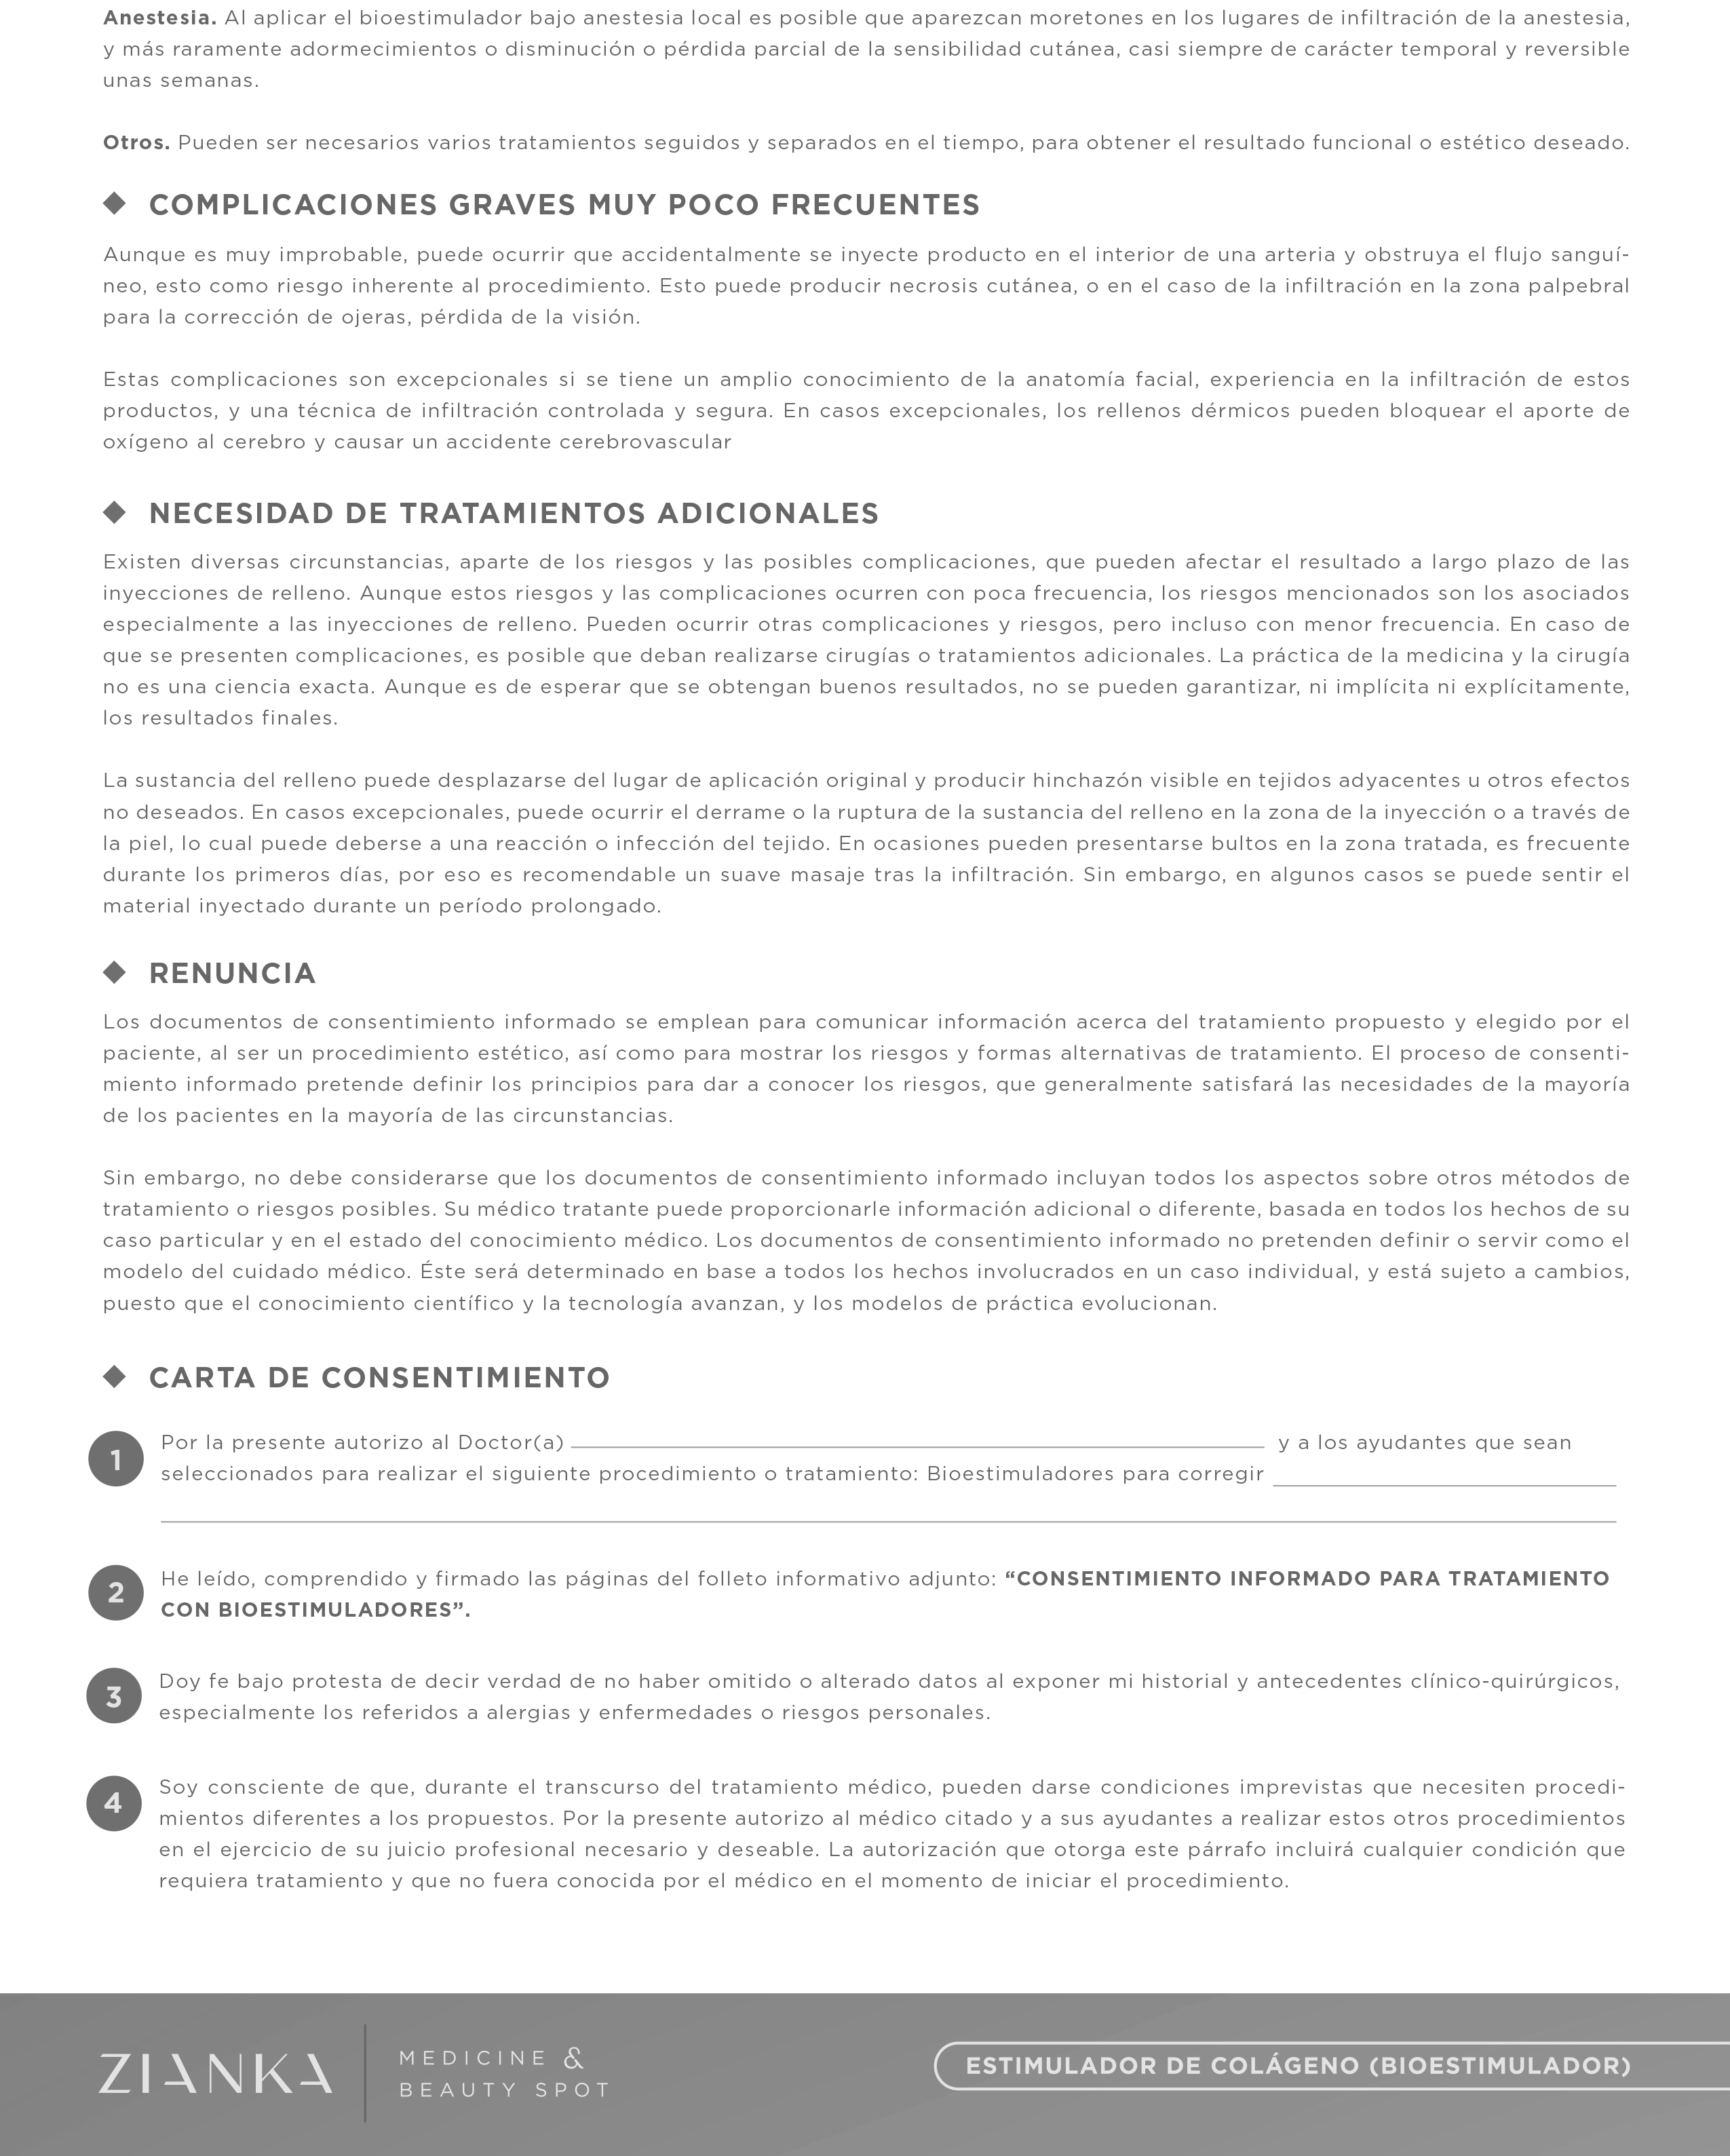 Anestesia. Al aplicar el bioestimulador bajo anestesia local es posible que aparezcan moretones en los lugares de infiltración de la anestesia,
y más raramente adormecimientos o disminución o pérdida parcial de la sensibilidad cutánea, casi siempre de carácter temporal y reversible
unas semanas.
Otros. Pueden ser necesarios varios tratamientos seguidos y separados en el tiempo, para obtener el resultado funcional o estético deseado.
◆ COMPLICACIONES GRAVES MUY POCO FRECUENTES
Aunque es muy improbable, puede ocurrir que accidentalmente se inyecte producto en el interior de una arteria y obstruya el flujo sanguí-
neo, esto como riesgo inherente al procedimiento. Esto puede producir necrosis cutánea, o en el caso de la infiltración en la zona palpebral
para la corrección de ojeras, pérdida de la visión.
Estas complicaciones son excepcionales si se tiene un amplio conocimiento de la anatomía facial, experiencia en la infiltración de estos
productos, y una técnica de infiltración controlada y segura. En casos excepcionales, los rellenos dérmicos pueden bloquear el aporte de
oxígeno al cerebro y causar un accidente cerebrovascular
◆ NECESIDAD DE TRATAMIENTOS ADICIONALES
Existen diversas circunstancias, aparte de los riesgos y las posibles complicaciones, que pueden afectar el resultado a largo plazo de las
inyecciones de relleno. Aunque estos riesgos y las complicaciones ocurren con poca frecuencia, los riesgos mencionados son los asociados
especialmente a las inyecciones de relleno. Pueden ocurrir otras complicaciones y riesgos, pero incluso con menor frecuencia. En caso de
que se presenten complicaciones, es posible que deban realizarse cirugías o tratamientos adicionales. La práctica de la medicina y la cirugía
no es una ciencia exacta. Aunque es de esperar que se obtengan buenos resultados, no se pueden garantizar, ni implícita ni explícitamente,
los resultados finales.
La sustancia del relleno puede desplazarse del lugar de aplicación original y producir hinchazón visible en tejidos adyacentes u otros efectos
no deseados. En casos excepcionales, puede ocurrir el derrame o la ruptura de la sustancia del relleno en la zona de la inyección o a través de
la piel, lo cual puede deberse a una reacción o infección del tejido. En ocasiones pueden presentarse bultos en la zona tratada, es frecuente
durante los primeros días, por eso es recomendable un suave masaje tras la infiltración. Sin embargo, en algunos casos se puede sentir el
material inyectado durante un período prolongado.
◆ RENUNCIA
Los documentos de consentimiento informado se emplean para comunicar información acerca del tratamiento propuesto y elegido por el
paciente, al ser un procedimiento estético, así como para mostrar los riesgos y formas alternativas de tratamiento. El proceso de consenti-
miento informado pretende definir los principios para dar a conocer los riesgos, que generalmente satisfará las necesidades de la mayoría
de los pacientes en la mayoría de las circunstancias.
Sin embargo, no debe considerarse que los documentos de consentimiento informado incluyan todos los aspectos sobre otros métodos de
tratamiento o riesgos posibles. Su médico tratante puede proporcionarle información adicional o diferente, basada en todos los hechos de su
caso particular y en el estado del conocimiento médico. Los documentos de consentimiento informado no pretenden definir o servir como el
modelo del cuidado médico. Éste será determinado en base a todos los hechos involucrados en un caso individual, y está sujeto a cambios,
puesto que el conocimiento científico y la tecnología avanzan, y los modelos de práctica evolucionan.
◆ CARTA DE CONSENTIMIENTO
1 Por la presente autorizo al Doctor(a) ____________________ y a los ayudantes que sean
seleccionados para realizar el siguiente procedimiento o tratamiento: Bioestimuladores para corregir ____________________
2 He leído, comprendido y firmado las páginas del folleto informativo adjunto: “CONSENTIMIENTO INFORMADO PARA TRATAMIENTO
CON BIOESTIMULADORES”.
3 Doy fe bajo protesta de decir verdad de no haber omitido o alterado datos al exponer mi historial y antecedentes clínico-quirúrgicos,
especialmente los referidos a alergias y enfermedades o riesgos personales.
4 Soy consciente de que, durante el transcurso del tratamiento médico, pueden darse condiciones imprevistas que necesiten procedi-
mientos diferentes a los propuestos. Por la presente autorizo al médico citado y a sus ayudantes a realizar estos otros procedimientos
en el ejercicio de su juicio profesional necesario y deseable. La autorización que otorga este párrafo incluirá cualquier condición que
requiera tratamiento y que no fuera conocida por el médico en el momento de iniciar el procedimiento.
ZIANKA
MEDICINE &
BEAUTY SPOT
ESTIMULADOR DE COLÁGENO (BIOESTIMULADOR)